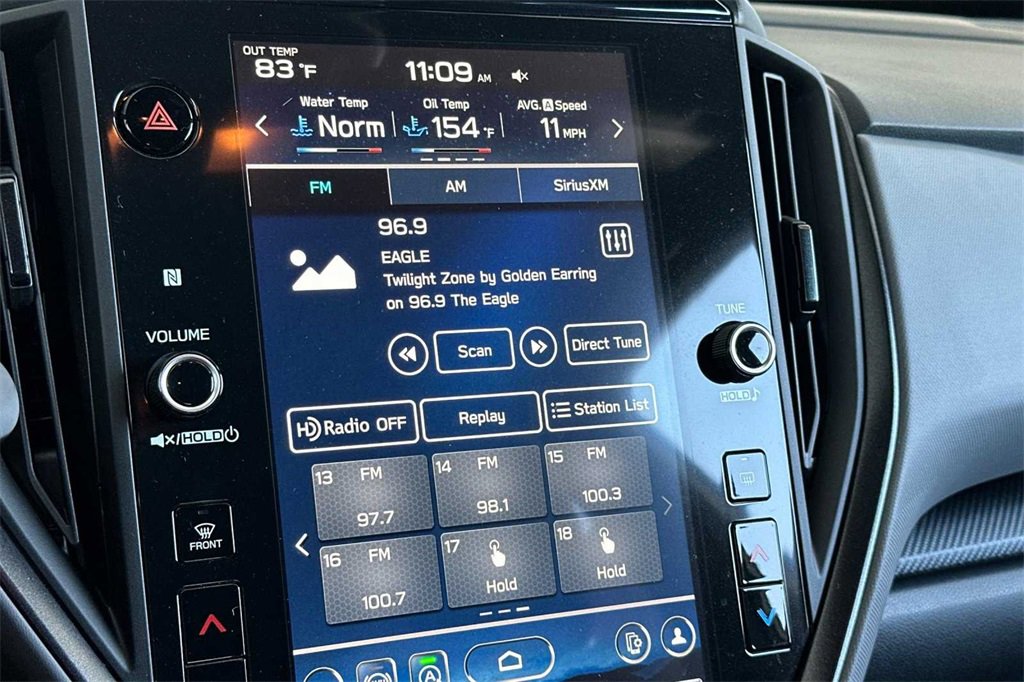 OUT TEMP
83 °F
11:09 AM
Water Temp
Norm
Oil Temp
154 °F
AVG. A Speed
11 MPH
FM
AM
SiriusXM
96.9
EAGLE
Twilight Zone by Golden Earring
on 96.9 The Eagle
Scan
Direct Tune
HD Radio OFF
Replay
Station List
13 FM
97.7
14 FM
98.1
15 FM
100.3
16 FM
100.7
17
Hold
18
Hold
A
N
VOLUME
/HOLD
FRONT
TUNE
HOLD